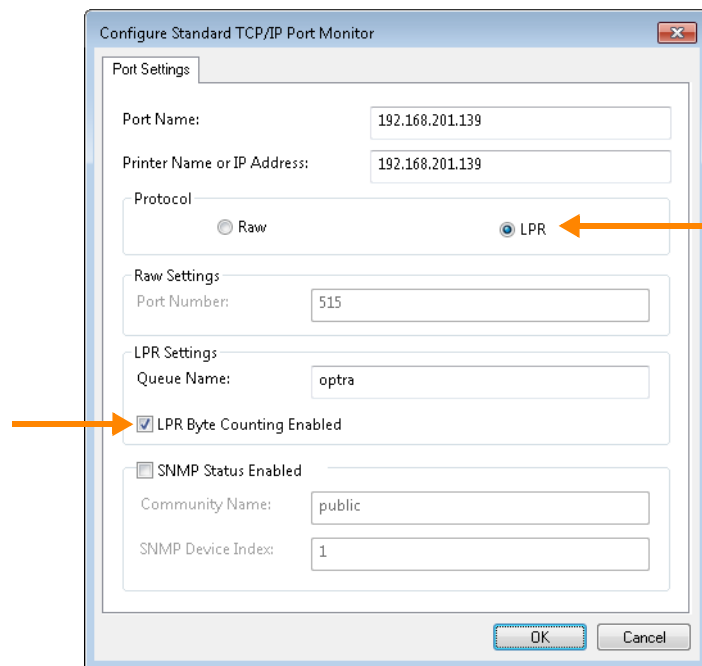 Configure Standard TCP/IP Port Monitor
Port Settings
Port Name: 192.168.201.139
Printer Name or IP Address: 192.168.201.139
Protocol
Raw LPR
Raw Settings
Port Number: 515
LPR Settings
Queue Name: optra
LPR Byte Counting Enabled
SNMP Status Enabled
Community Name: public
SNMP Device Index: 1
OK Cancel